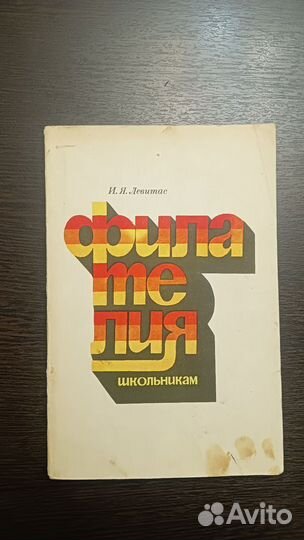 И. Я. Левитас
фила
те
лия
школьникам
Avito